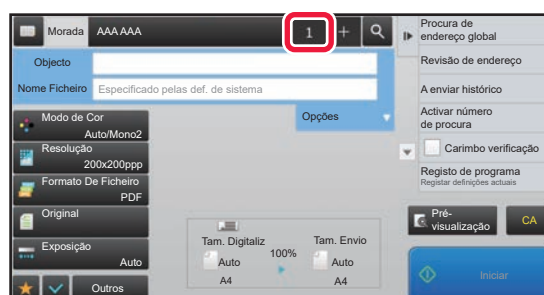 Morada AAA AAA 1 +
Objecto
Nome Ficheiro Especificado pelas def. de sistema
Modo de Cor
Auto/Mono2
Resolução
200x200ppp
Formato De Ficheiro
PDF
Original
Exposição
Auto
Outros
Opções
Tam. Digitaliz
Auto
A4
100%
Tam. Envio
Auto
A4
Procura de
endereço global
Revisão de endereço
A enviar histórico
Activar número
de procura
Carimbo verificação
Registo de programa
Registar definições actuais
Pré-
visualização
CA
Iniciar